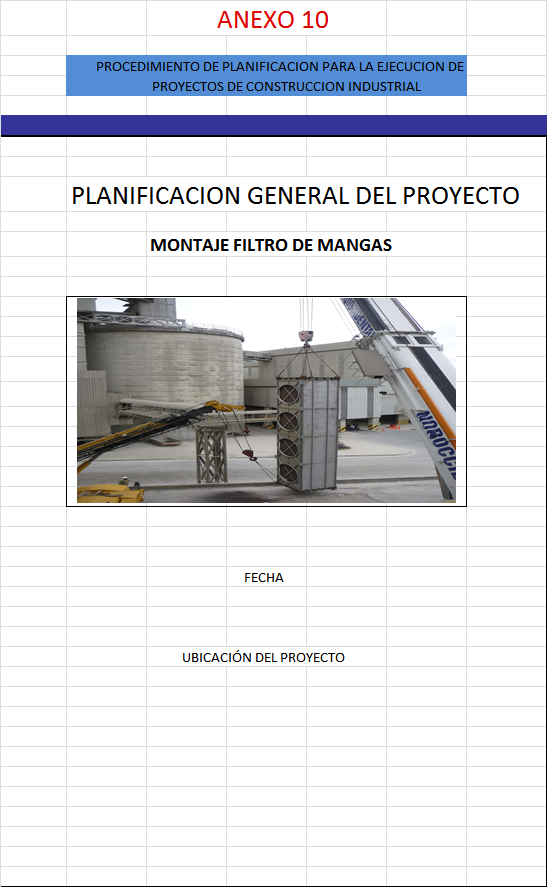 ANEXO 10
PROCEDIMIENTO DE PLANIFICACION PARA LA EJECUCION DE
PROYECTOS DE CONSTRUCCION INDUSTRIAL
PLANIFICACION GENERAL DEL PROYECTO
MONTAJE FILTRO DE MANGAS
FECHA
UBICACIÓN DEL PROYECTO